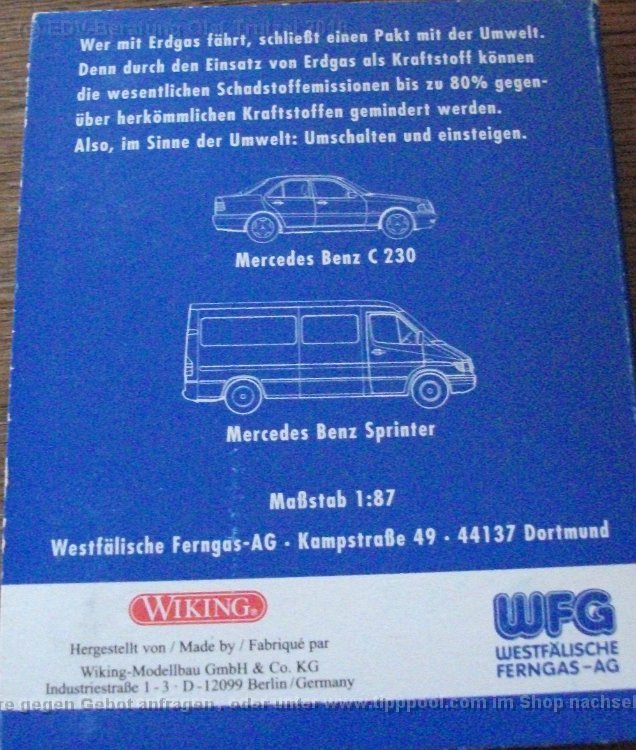 Wer mit Erdgas fährt, schließt einen Pakt mit der Umwelt.
Denn durch den Einsatz von Erdgas als Kraftstoff können
die wesentlichen Schadstoffemissionen bis zu 80% gegen-
über herkömmlichen Kraftstoffen gemindert werden.
Also, im Sinne der Umwelt: Umschalten und einsteigen.
Mercedes Benz C 230
Mercedes Benz Sprinter
Maßstab 1:87
Westfälische Ferngas-AG · Kampstraße 49 · 44137 Dortmund
WIKING®
Hergestellt von / Made by / Fabriqué par
Wiking-Modellbau GmbH & Co. KG
Industriestraße 1 - 3 · D - 12099 Berlin / Germany
WFG
WESTFÄLISCHE
FERNGAS-AG
re gegen Gebot anfragen, oder unter www.tipppool.com im Shop nachsel